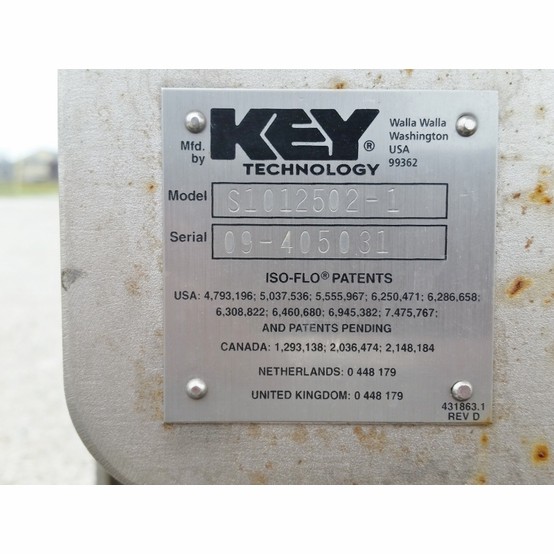 Mfd. by
KEY®
TECHNOLOGY
Walla Walla
Washington
USA
99362
Model S1012502-1
Serial 09-405031
ISO-FLO® PATENTS
USA: 4,793,196; 5,037,536; 5,555,967; 6,250,471; 6,286,658;
6,308,822; 6,460,680; 6,945,382; 7,475,767;
AND PATENTS PENDING
CANADA: 1,293,138; 2,036,474; 2,148,184
NETHERLANDS: 0 448 179
UNITED KINGDOM: 0 448 179
431863.1
REV D